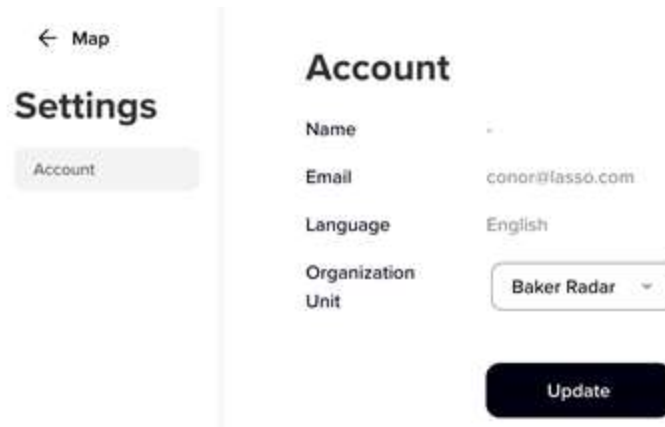 ← Map
Settings
Account
Account
Name -
Email conor@lasso.com
Language English
Organization
Unit
Baker Radar
Update